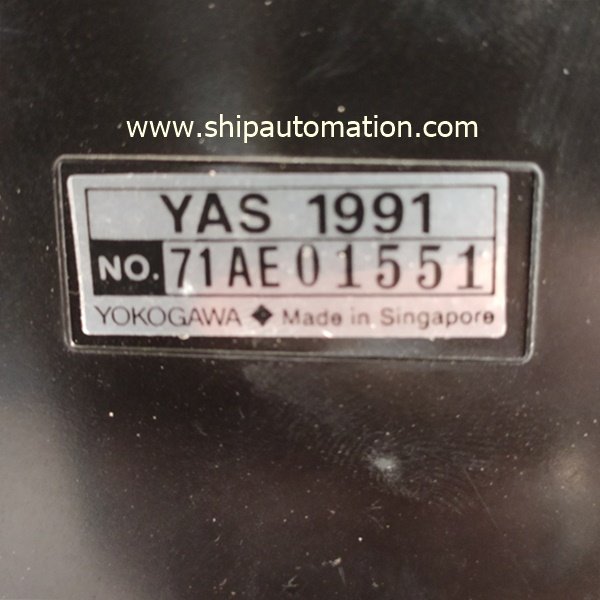 www.shipautomation.com
YAS 1991
NO. 71AE01551
YOKOGAWA ◆ Made in Singapore